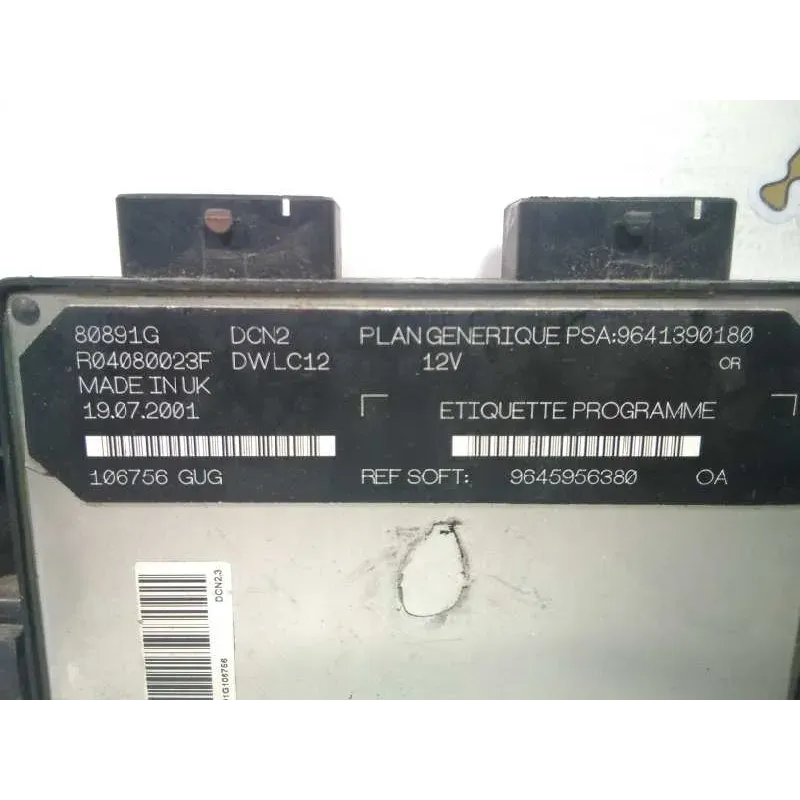 80891G DCN2 PLAN GENERIQUE PSA:9641390180
R04080023F DWLC12 12V OR
MADE IN UK
19.07.2001 ETIQUETTE PROGRAMME
106756 GUG REF SOFT: 9645956380 OA
DCN2.3
1G106756